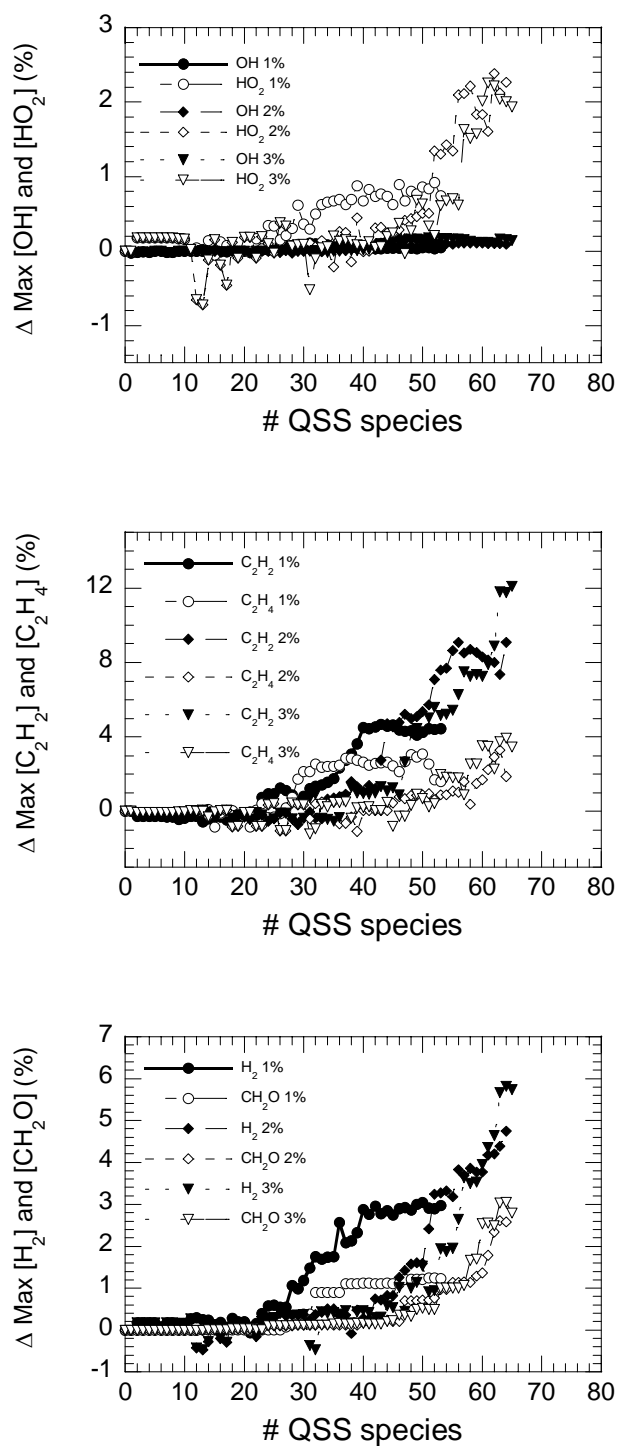 Δ Max [OH] and [HO2] (%)
3
2
1
0
-1
OH 1%
HO2 1%
OH 2%
HO2 2%
OH 3%
HO2 3%
0 10 20 30 40 50 60 70 80
# QSS species
Δ Max [C2H2] and [C2H4] (%)
12
8
4
0
C2H2 1%
C2H4 1%
C2H2 2%
C2H4 2%
C2H2 3%
C2H4 3%
0 10 20 30 40 50 60 70 80
# QSS species
Δ Max [H2] and [CH2O] (%)
7
6
5
4
3
2
1
0
-1
H2 1%
CH2O 1%
H2 2%
CH2O 2%
H2 3%
CH2O 3%
0 10 20 30 40 50 60 70 80
# QSS species